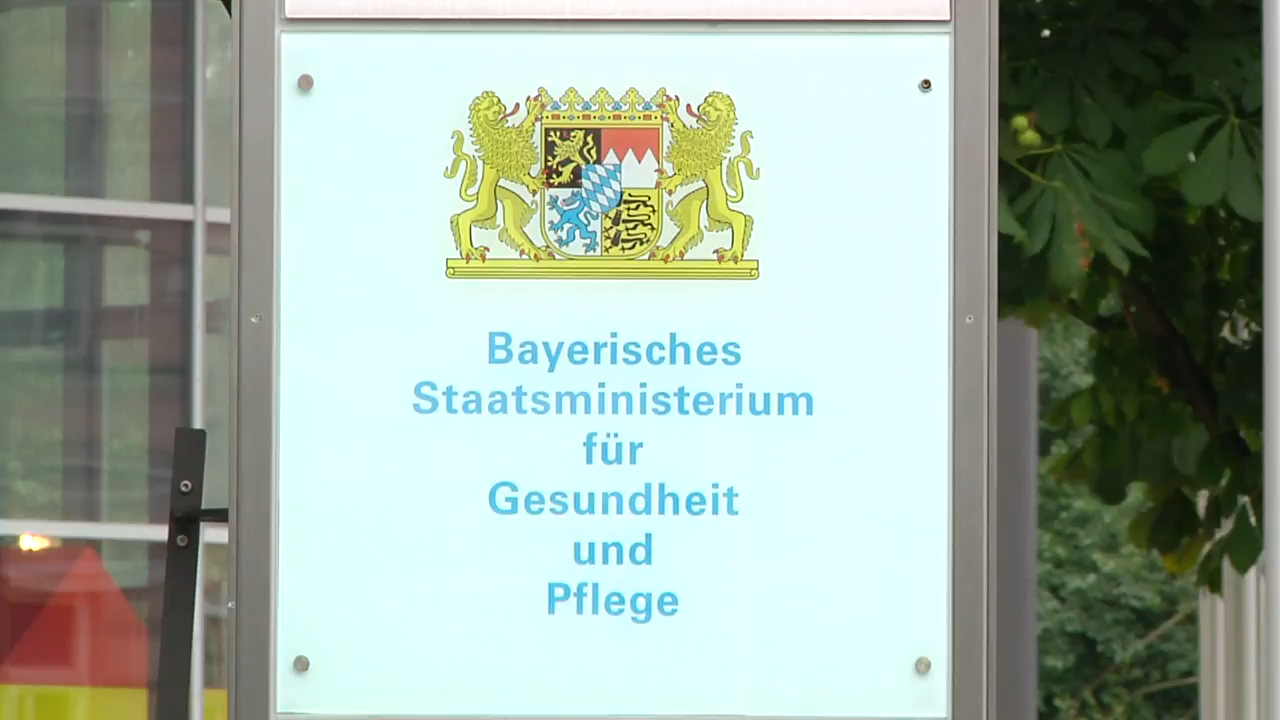 Bayerisches
Staatsministerium
für
Gesundheit
und
Pflege